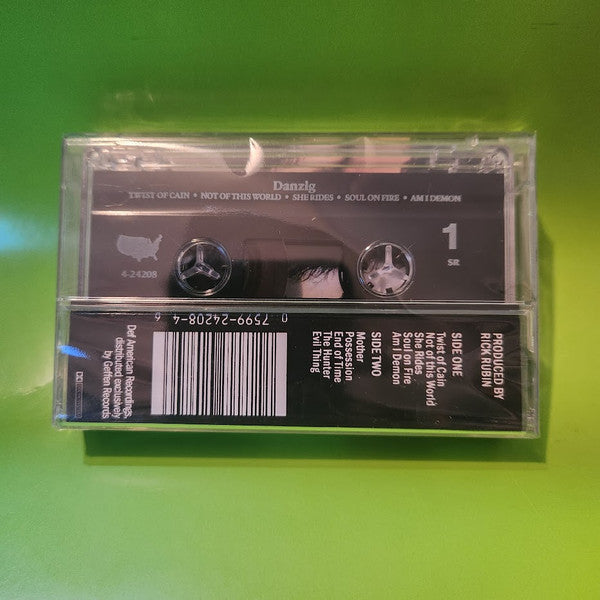 Danzig
TWIST OF CAIN • NOT OF THIS WORLD • SHE RIDES • SOUL ON FIRE • AM I DEMON
1
SR
4-24208
PRODUCED BY
RICK RUBIN
SIDE ONE
Twist of Cain
Not of this World
She Rides
Soul on Fire
Am I Demon
SIDE TWO
Mother
Possession
End of Time
The Hunter
Evil Thing
0 7599-24208-4 6
Def American Recordings,
distributed exclusively
by Geffen Records